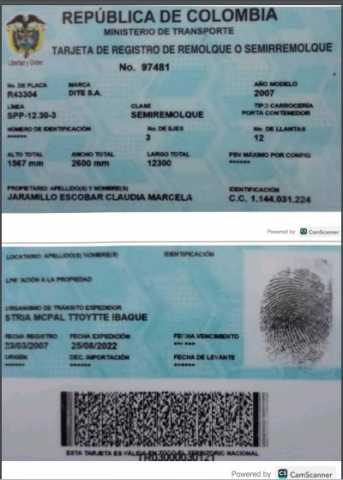 REPÚBLICA DE COLOMBIA
MINISTERIO DE TRANSPORTE
Libertad y Orden
TARJETA DE REGISTRO DE REMOLQUE O SEMIRREMOLQUE
No. 97481
No. DE PLACA MARCA AÑO MODELO
R43304 DITE S.A. 2007
LÍNEA CLASE TIPO CARROCERÍA
SPP-12.30-3 SEMIREMOLQUE PORTA CONTENEDOR
NÚMERO DE IDENTIFICACIÓN No. DE EJES No. DE LLANTAS
****** 3 12
ALTO TOTAL ANCHO TOTAL LARGO TOTAL PBV MÁXIMO POR CONFIG
1567 mm 2600 mm 12300 ******
PROPIETARIO: APELLIDO(S) Y NOMBRE(S) IDENTIFICACIÓN
JARAMILLO ESCOBAR CLAUDIA MARCELA C.C. 1.144.031.224
Powered by CS CamScanner
LOCATARIO: APELLIDO(S) NOMBRE(S) IDENTIFICACIÓN
ACIÓN A LA PROPIEDAD
ORGANISMO DE TRÁNSITO EXPEDIDOR
STRIA MCPAL TTOYTTE IBAGUE
FECHA REGISTRO FECHA EXPEDICIÓN FECHA VENCIMIENTO
23/03/2007 25/08/2022 ******
ORIGEN DEC. IMPORTACIÓN FECHA DE LEVANTE
****** ****** ******
ESTA TARJETA ES VÁLIDA EN TODO EL TERRITORIO NACIONAL
TR03000030121
Powered by CS CamScanner